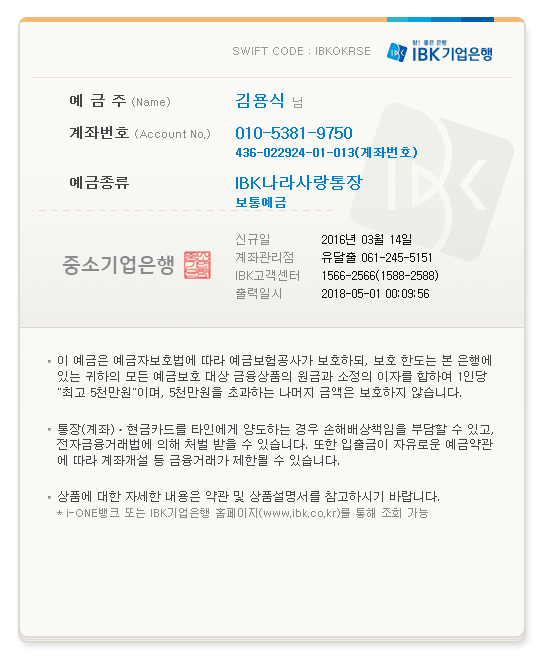 SWIFT CODE : IBKOKRSE
참! 좋은 은행
IBK기업은행
예 금 주 (Name) 김용식 님
계좌번호 (Account No.) 010-5381-9750
436-022924-01-013(계좌번호)
예금종류 IBK나라사랑통장
보통예금
중소기업은행
신규일 2016년 03월 14일
계좌관리점 유달출 061-245-5151
IBK고객센터 1566-2566(1588-2588)
출력일시 2018-05-01 00:09:56
이 예금은 예금자보호법에 따라 예금보험공사가 보호하되, 보호 한도는 본 은행에
있는 귀하의 모든 예금보호 대상 금융상품의 원금과 소정의 이자를 합하여 1인당
"최고 5천만원"이며, 5천만원을 초과하는 나머지 금액은 보호하지 않습니다.
통장(계좌)·현금카드를 타인에게 양도하는 경우 손해배상책임을 부담할 수 있고,
전자금융거래법에 의해 처벌 받을 수 있습니다. 또한 입출금이 자유로운 예금약관
에 따라 계좌개설 등 금융거래가 제한될 수 있습니다.
상품에 대한 자세한 내용은 약관 및 상품설명서를 참고하시기 바랍니다.
* i-ONE뱅크 또는 IBK기업은행 홈페이지(www.ibk.co.kr)를 통해 조회 가능